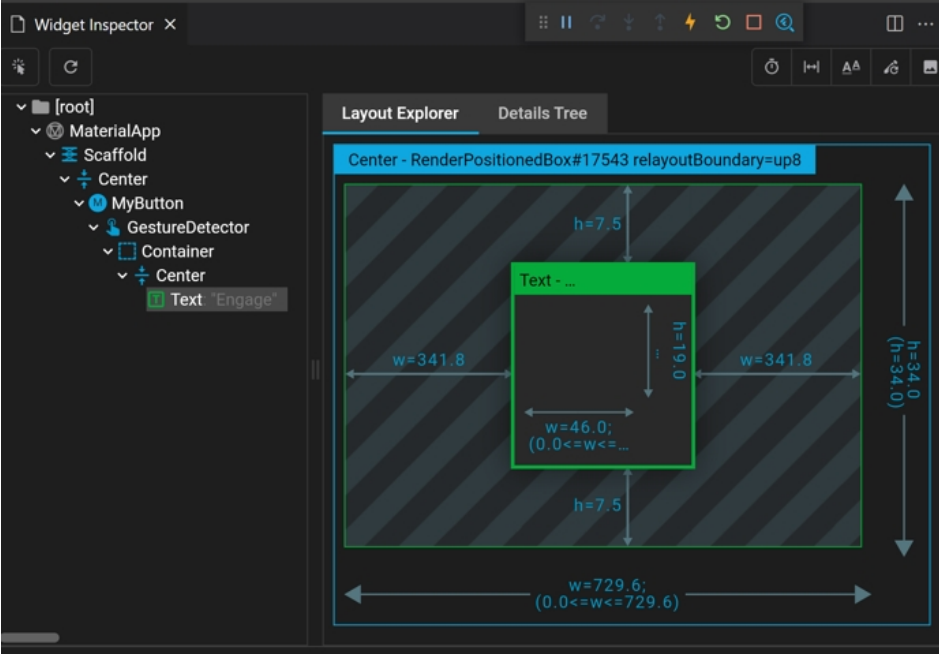 Widget Inspector
[root]
MaterialApp
Scaffold
Center
M MyButton
GestureDetector
Container
Center
T Text: "Engage"
Layout Explorer
Details Tree
Center - RenderPositionedBox#17543 relayoutBoundary=up8
h=7.5
Text - ...
h=19.0
...
w=341.8
w=341.8
w=46.0;
(0.0<=w<=...
h=7.5
h=34.0
(h=34.0)
w=729.6;
(0.0<=w<=729.6)